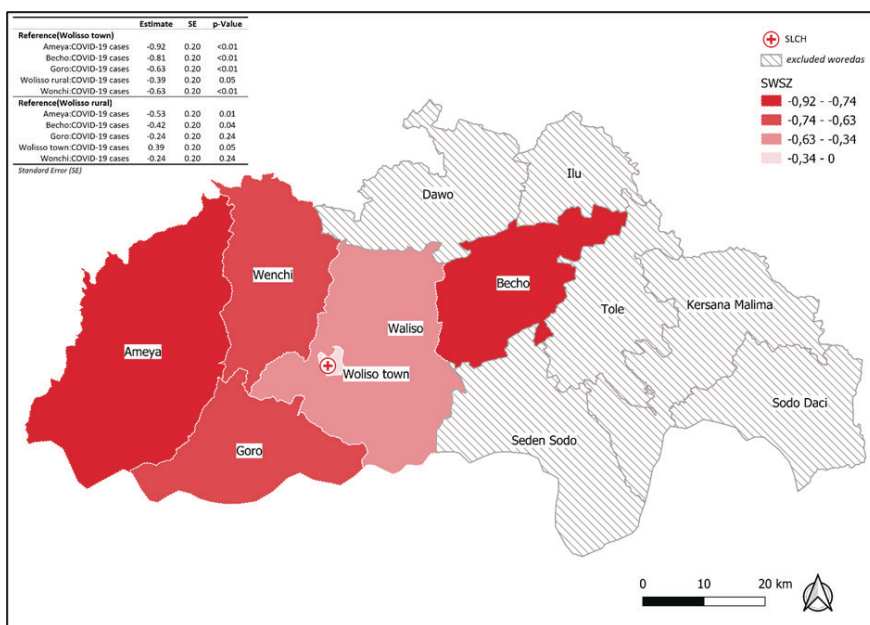 Estimate SE p-Value
Reference(Wolisso town)
Ameya:COVID-19 cases -0.92 0.20 <0.01
Becho:COVID-19 cases -0.81 0.20 <0.01
Goro:COVID-19 cases -0.63 0.20 <0.01
Wolisso rural:COVID-19 cases -0.39 0.20 0.05
Wonchi:COVID-19 cases -0.63 0.20 <0.01
Reference(Wolisso rural)
Ameya:COVID-19 cases -0.53 0.20 0.01
Becho:COVID-19 cases -0.42 0.20 0.04
Goro:COVID-19 cases -0.24 0.20 0.24
Wolisso town:COVID-19 cases 0.39 0.20 0.05
Wonchi:COVID-19 cases -0.24 0.20 0.24
Standard Error (SE)
SLCH
excluded woredas
SWSZ
-0,92 - -0,74
-0,74 - -0,63
-0,63 - -0,34
-0,34 - 0
Dawo
Ilu
Wenchi
Becho
Tole
Kersana Malima
Waliso
Ameya
Woliso town
Sodo Daci
Seden Sodo
Goro
0 10 20 km